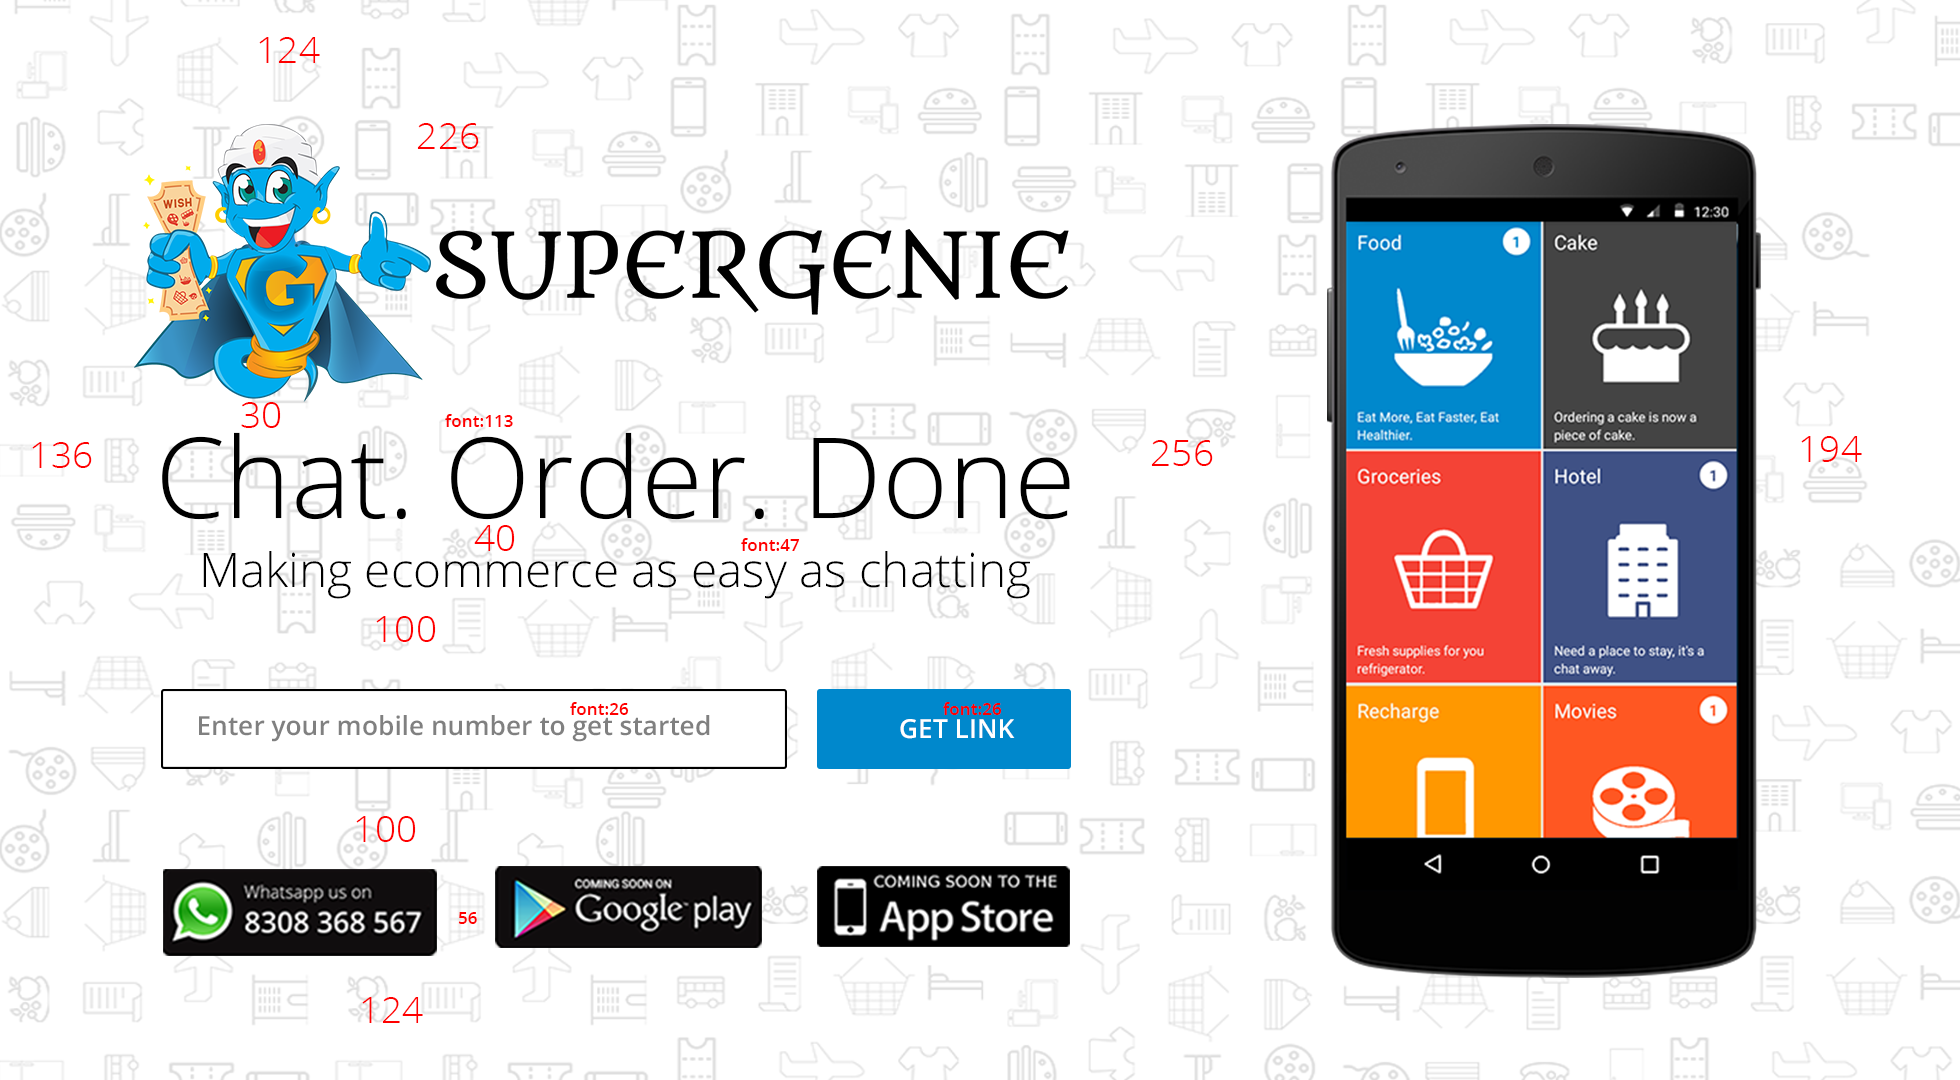 124
226
WISH
G
SUPERGENIE
30
font:113
136
Chat. Order. Done
256
194
40
font:47
Making ecommerce as easy as chatting
100
font:26
Enter your mobile number to get started
font:26
GET LINK
100
Whatsapp us on
8308 368 567
56
COMING SOON ON
Google play
COMING SOON TO THE
App Store
124
12:30
Food
1
Cake
Eat More, Eat Faster, Eat
Healthier.
Ordering a cake is now a
piece of cake.
Groceries
Hotel
1
Fresh supplies for you
refrigerator.
Need a place to stay, it's a
chat away.
Recharge
Movies
1